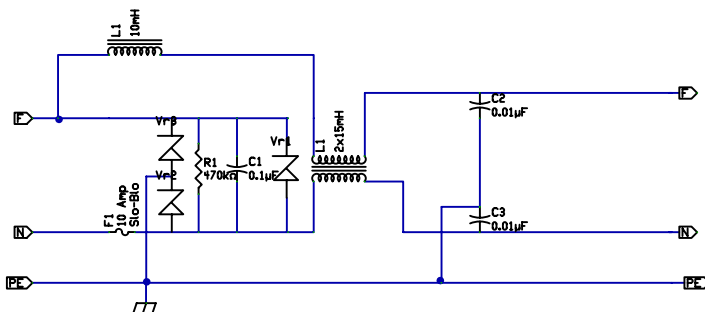 L1
10mH
F
Vr3
Vr2
R1
470kΩ
C1
0.1µF
Vr1
L1
2x15mH
C2
0.01µF
F
F1
10 Amp
Slo-Blo
N
C3
0.01µF
N
PE
PE